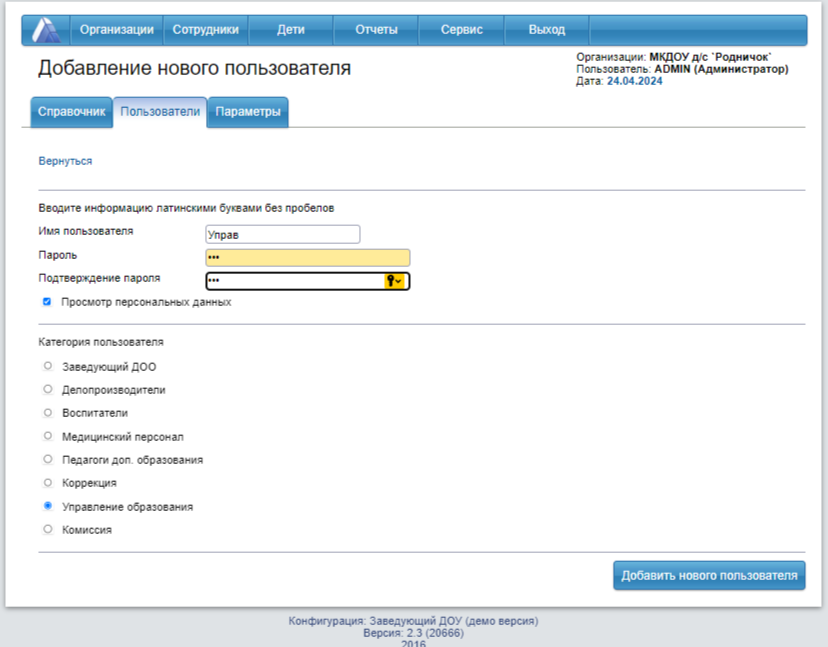 Организации Сотрудники Дети Отчеты Сервис Выход
Добавление нового пользователя
Организации: МКДОУ д/с `Родничок`
Пользователь: ADMIN (Администратор)
Дата: 24.04.2024
Справочник Пользователи Параметры
Вернуться
Вводите информацию латинскими буквами без пробелов
Имя пользователя Управ
Пароль •••
Подтверждение пароля •••
Просмотр персональных данных
Категория пользователя
Заведующий ДОО
Делопроизводители
Воспитатели
Медицинский персонал
Педагоги доп. образования
Коррекция
Управление образования
Комиссия
Добавить нового пользователя
Конфигурация: Заведующий ДОУ (демо версия)
Версия: 2.3 (20666)
2016